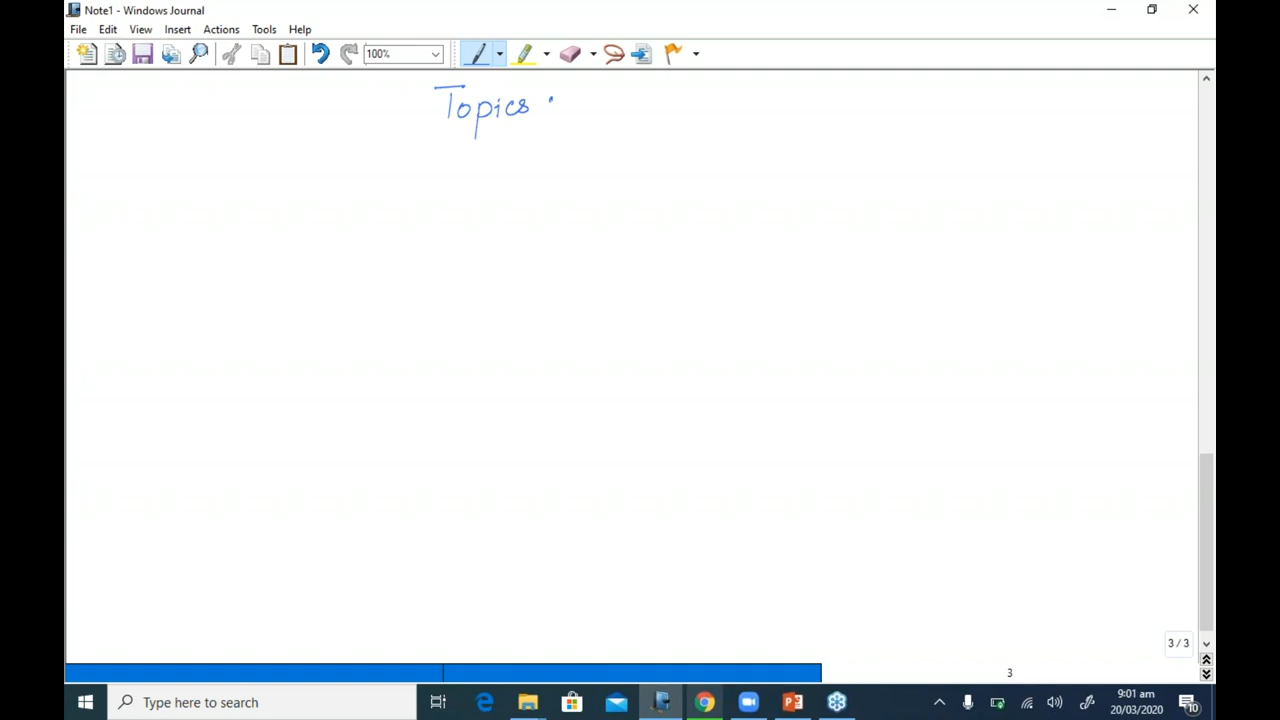 Note1 - Windows Journal
File Edit View Insert Actions Tools Help
100%
Topics
3 / 3
3
Type here to search
9:01 am
20/03/2020
10